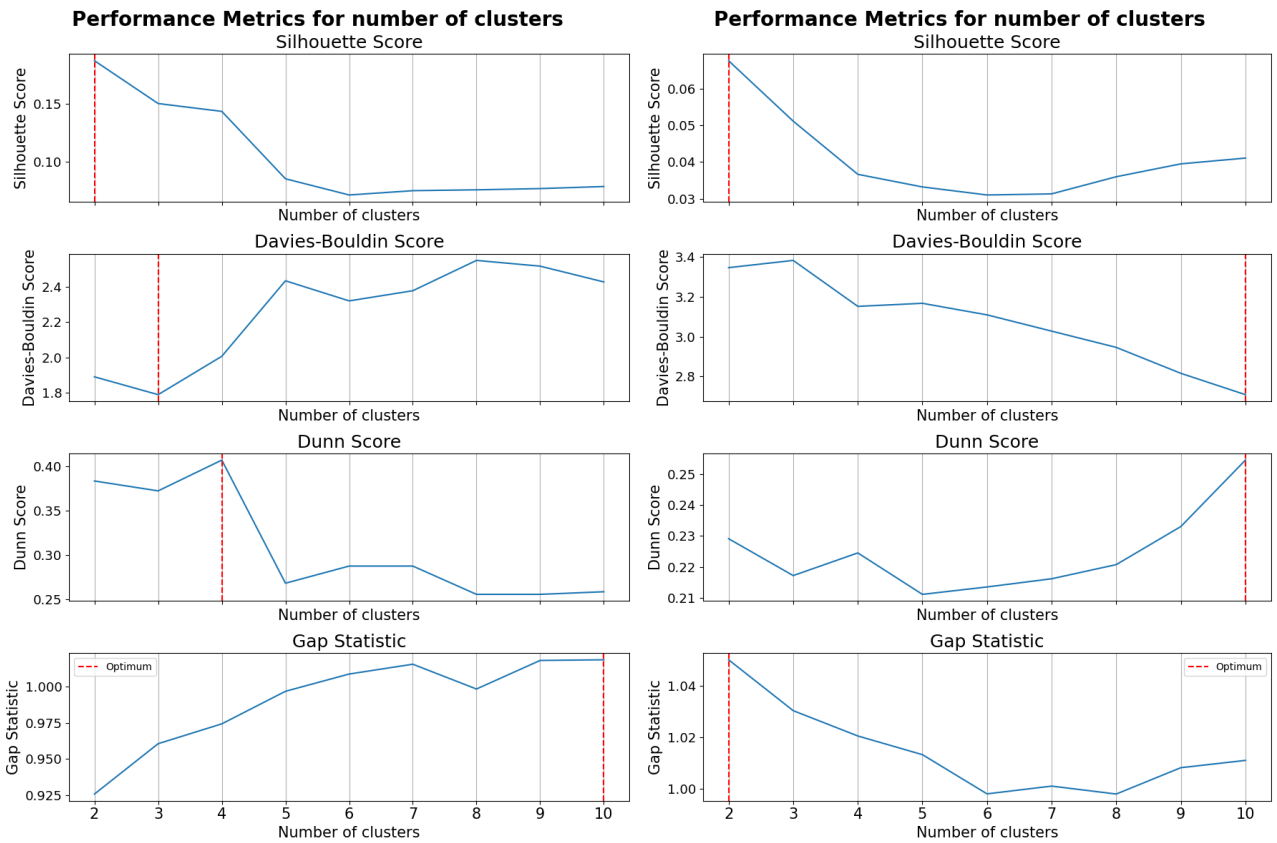 Performance Metrics for number of clusters
Silhouette Score
Silhouette Score
0.15
0.10
Number of clusters
Davies-Bouldin Score
Davies-Bouldin Score
2.4
2.2
2.0
1.8
Number of clusters
Dunn Score
Dunn Score
0.40
0.35
0.30
0.25
Number of clusters
Gap Statistic
Gap Statistic
Optimum
1.000
0.975
0.950
0.925
2 3 4 5 6 7 8 9 10
Number of clusters
Performance Metrics for number of clusters
Silhouette Score
Silhouette Score
0.06
0.05
0.04
0.03
Number of clusters
Davies-Bouldin Score
Davies-Bouldin Score
3.4
3.2
3.0
2.8
Number of clusters
Dunn Score
Dunn Score
0.25
0.24
0.23
0.22
0.21
Number of clusters
Gap Statistic
Gap Statistic
Optimum
1.04
1.02
1.00
2 3 4 5 6 7 8 9 10
Number of clusters